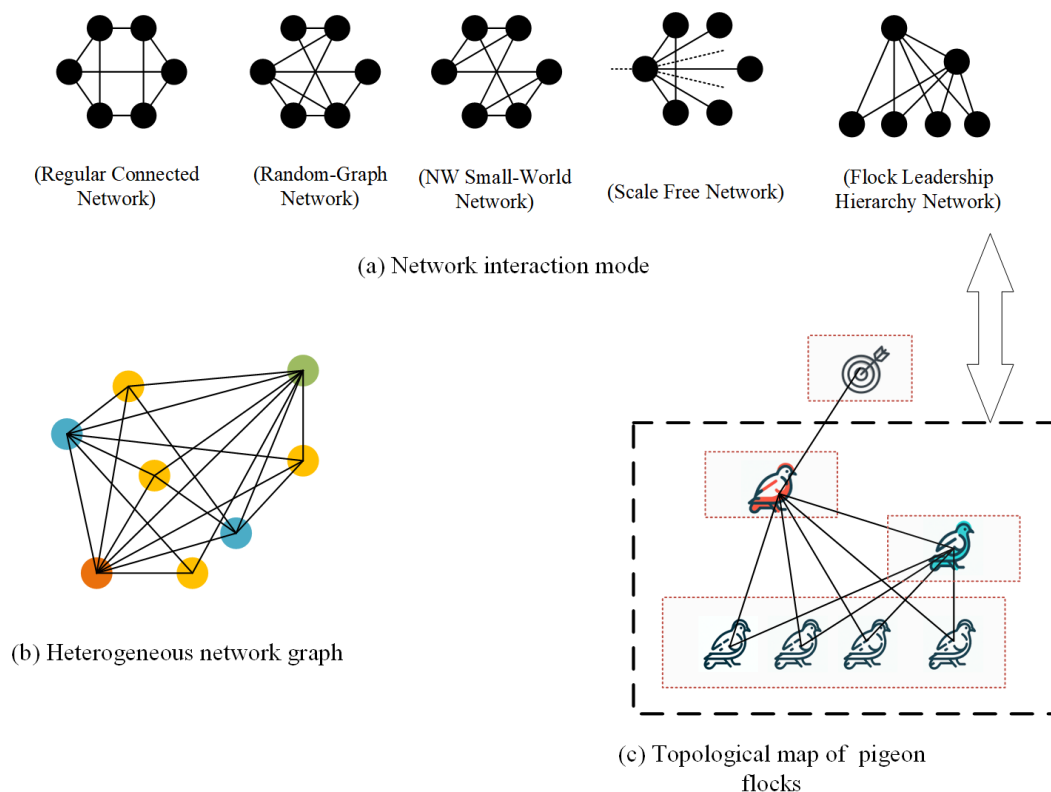 (Regular Connected
Network)
(Random-Graph
Network)
(NW Small-World
Network)
(Scale Free Network)
(Flock Leadership
Hierarchy Network)
(a) Network interaction mode
(b) Heterogeneous network graph
(c) Topological map of pigeon
flocks